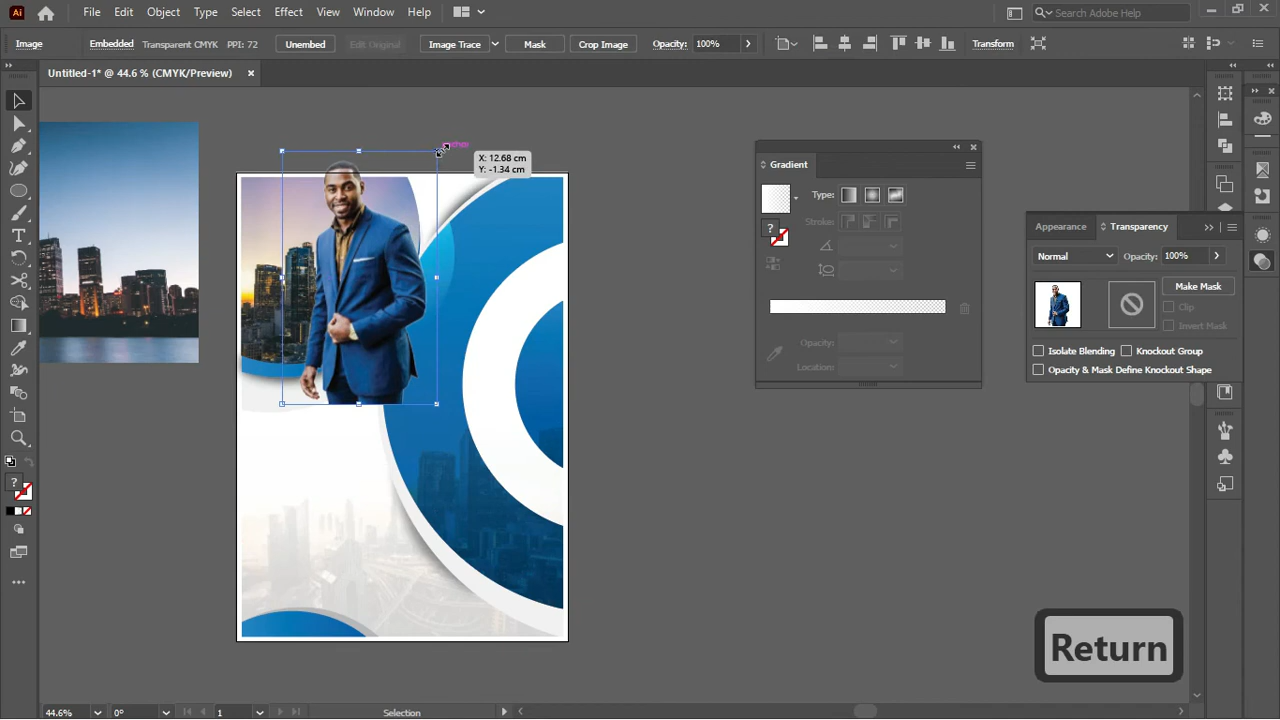 Ai File Edit Object Type Select Effect View Window Help Search Adobe Help
Image Embedded Transparent CMYK PPI: 72 Unembed Edit Original Image Trace Mask Crop Image Opacity: 100% Transform
Untitled-1* @ 44.6 % (CMYK/Preview)
X: 12.68 cm
Y: -1.34 cm
Gradient
Type:
Stroke:
?
Opacity:
Location:
Appearance Transparency
Normal Opacity: 100%
Make Mask
Clip
Invert Mask
Isolate Blending Knockout Group
Opacity & Mask Define Knockout Shape
?
Return
44.6% 0° 1 Selection